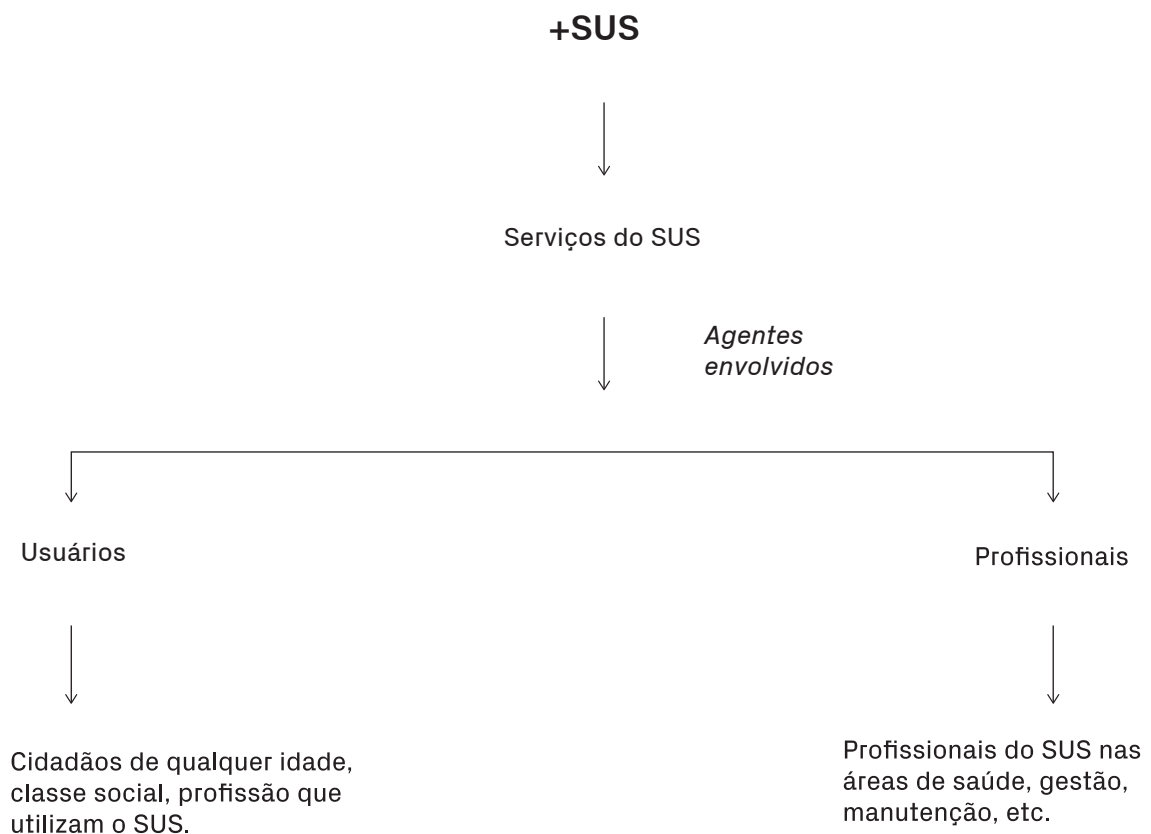 +SUS
Serviços do SUS
Agentes
envolvidos
Usuários
Profissionais
Cidadãos de qualquer idade,
classe social, profissão que
utilizam o SUS.
Profissionais do SUS nas
áreas de saúde, gestão,
manutenção, etc.